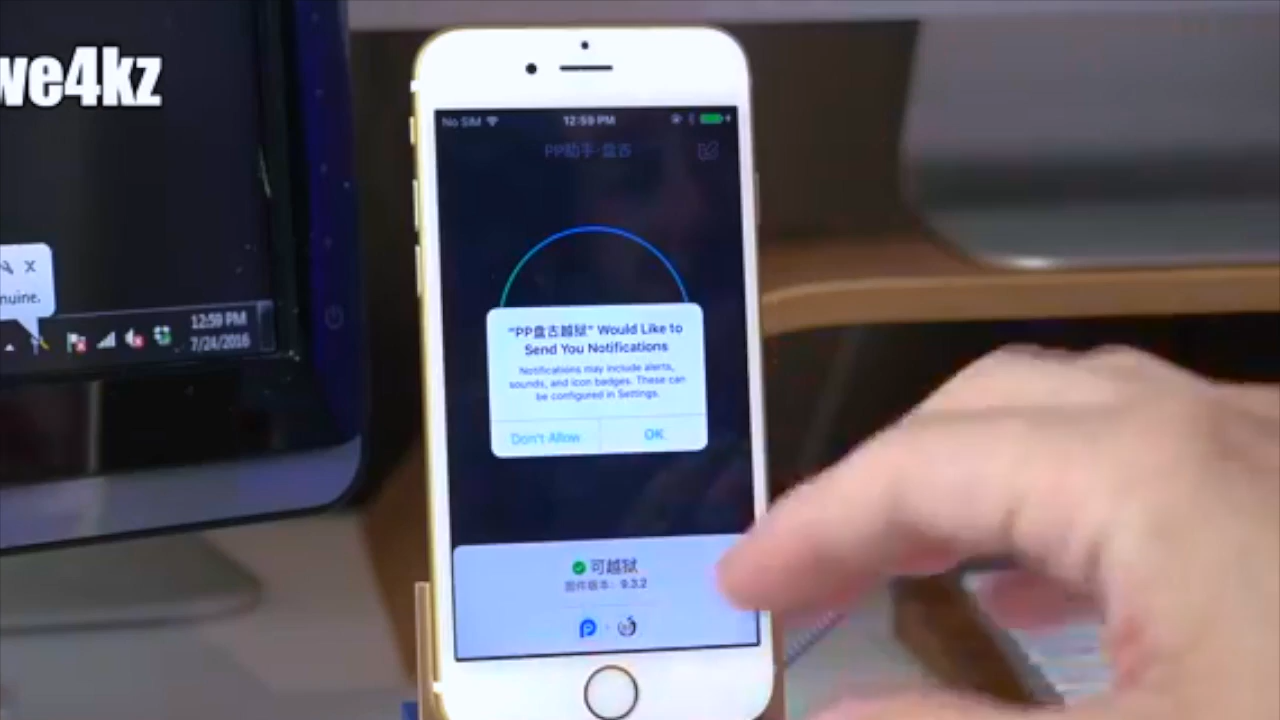 we4kz
nuine.
12:59 PM
7/24/2016
No SIM
12:59 PM
PP助手·盘古
"PP盘古越狱" Would Like to
Send You Notifications
Notifications may include alerts,
sounds, and icon badges. These can
be configured in Settings.
Don't Allow
OK
可越狱
固件版本：9.3.2